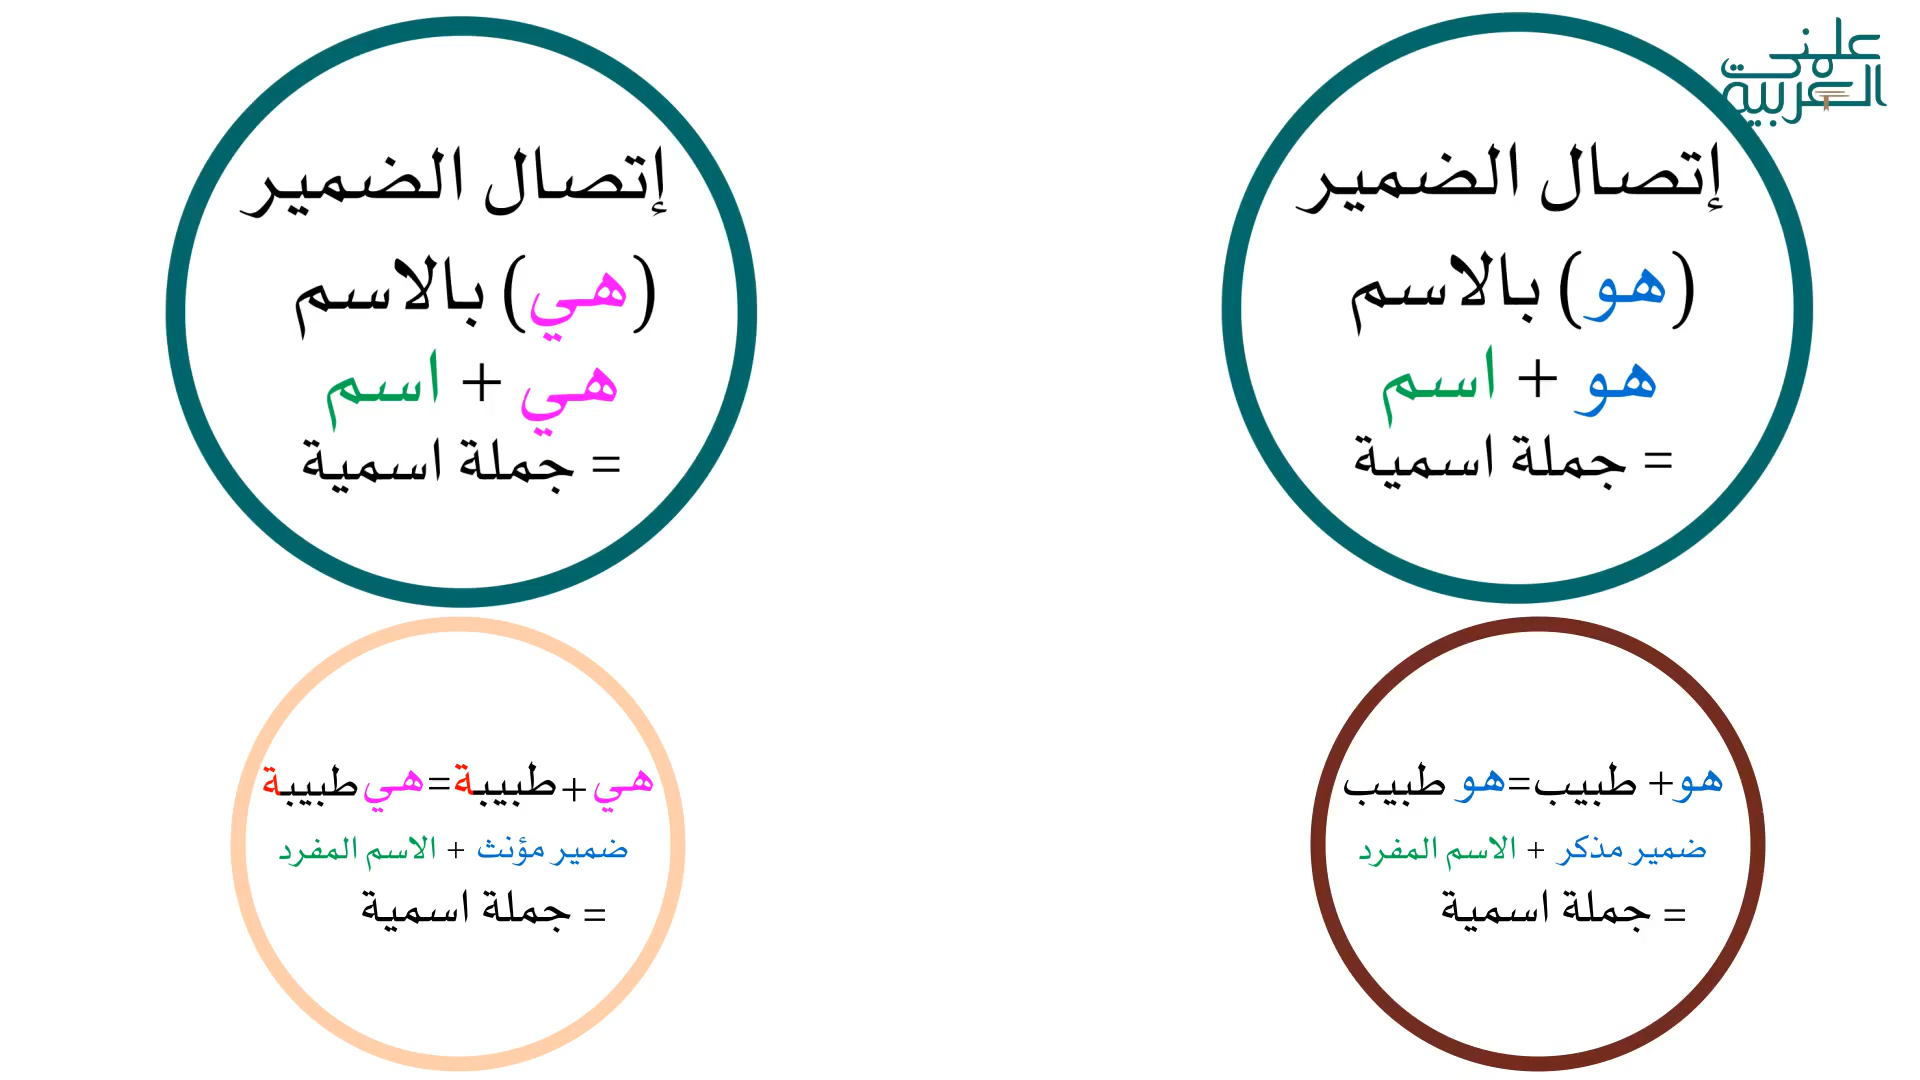 علمني
العربية
إتصال الضمير
(هو) بالاسم
هو + اسم
= جملة اسمية
إتصال الضمير
(هي) بالاسم
هي + اسم
= جملة اسمية
هو+ طبيب=هو طبيب
ضمير مذكر + الاسم المفرد
= جملة اسمية
هي+طبيبة=هي طبيبة
ضمير مؤنث + الاسم المفرد
= جملة اسمية